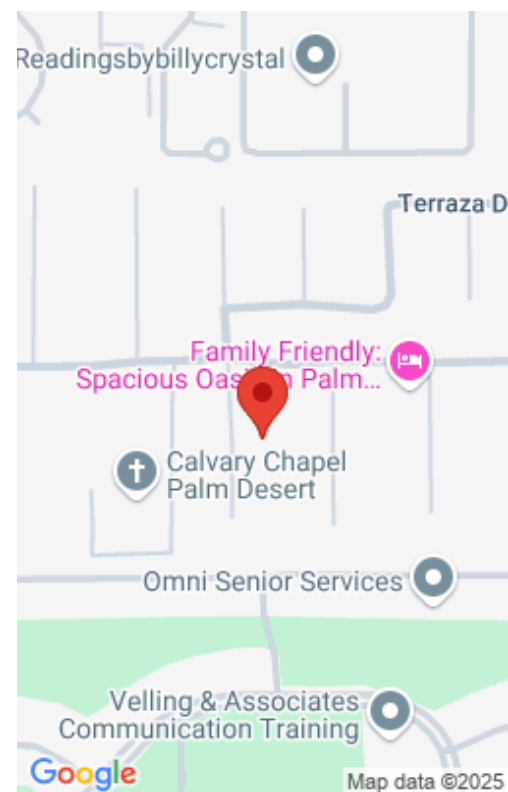 Readingsbybillycrystal
Terraza D
Family Friendly:
Spacious Oasis in Palm...
Calvary Chapel
Palm Desert
Omni Senior Services
Velling & Associates
Communication Training
Google
Map data ©2025